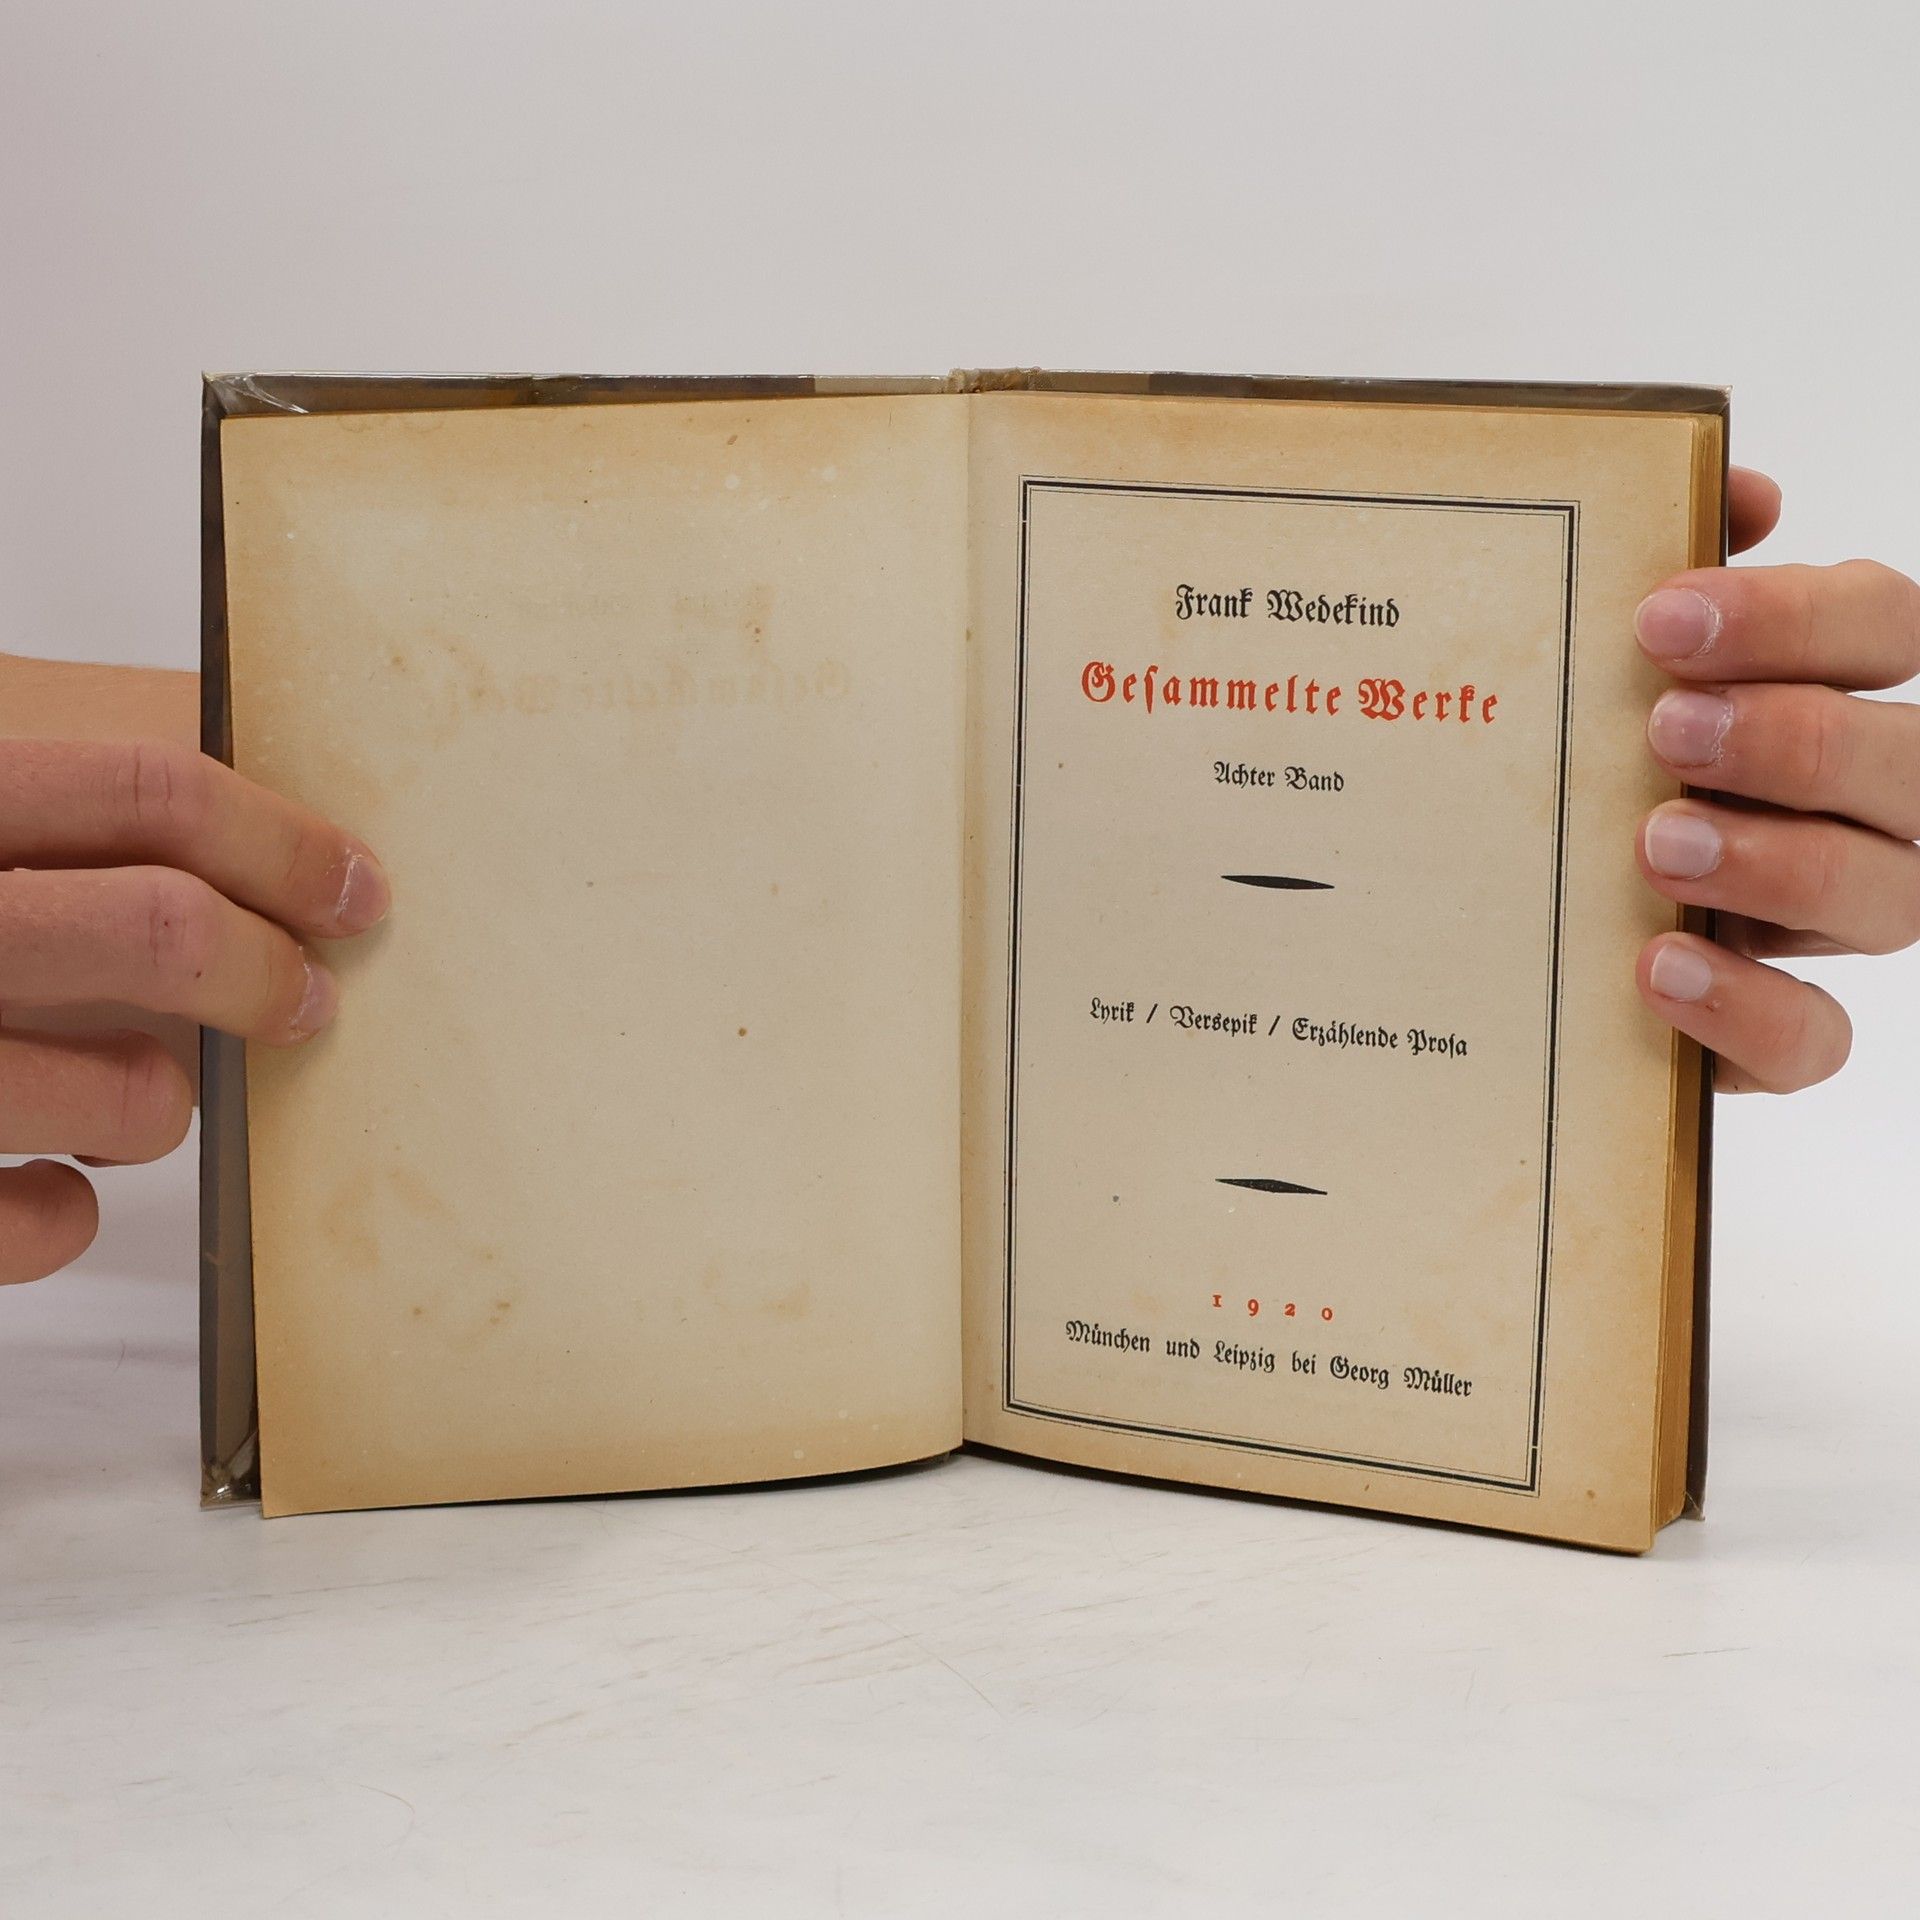 Frank Wedekind
Gesammelte Werke
Achter Band
Lyrik / Versepik / Erzählende Prosa
1920
München und Leipzig bei Georg Müller